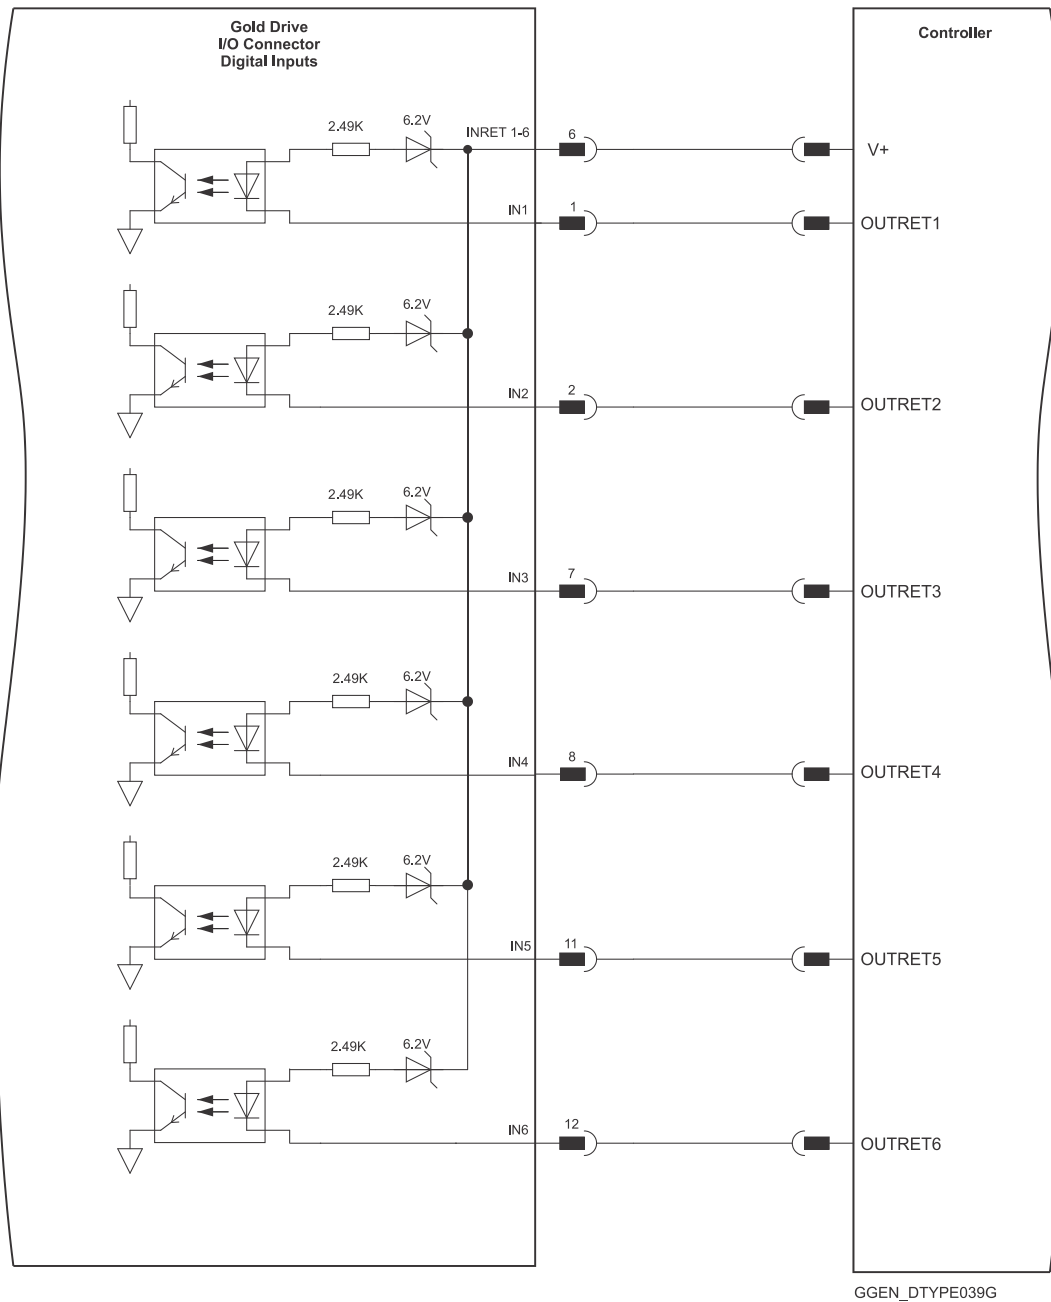 Gold Drive
I/O Connector
Digital Inputs
Controller
2.49K
6.2V
INRET 1-6
6
V+
IN1
1
OUTRET1
2.49K
6.2V
IN2
2
OUTRET2
2.49K
6.2V
IN3
7
OUTRET3
2.49K
6.2V
IN4
8
OUTRET4
2.49K
6.2V
IN5
11
OUTRET5
2.49K
6.2V
IN6
12
OUTRET6
GGEN_DTYPE039G